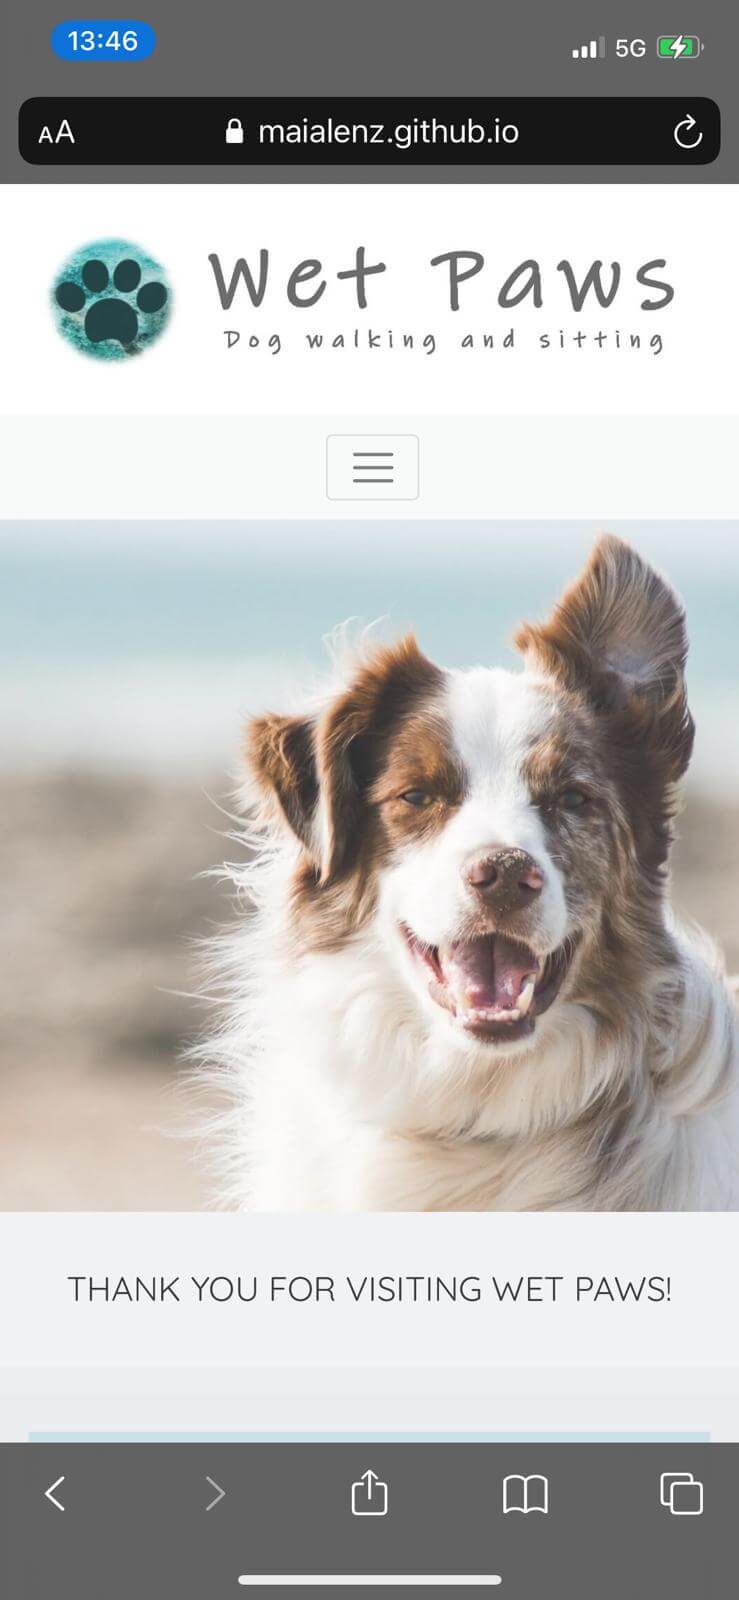 13:46
5G
AA
maialenz.github.io
Wet Paws
Dog walking and sitting
THANK YOU FOR VISITING WET PAWS!